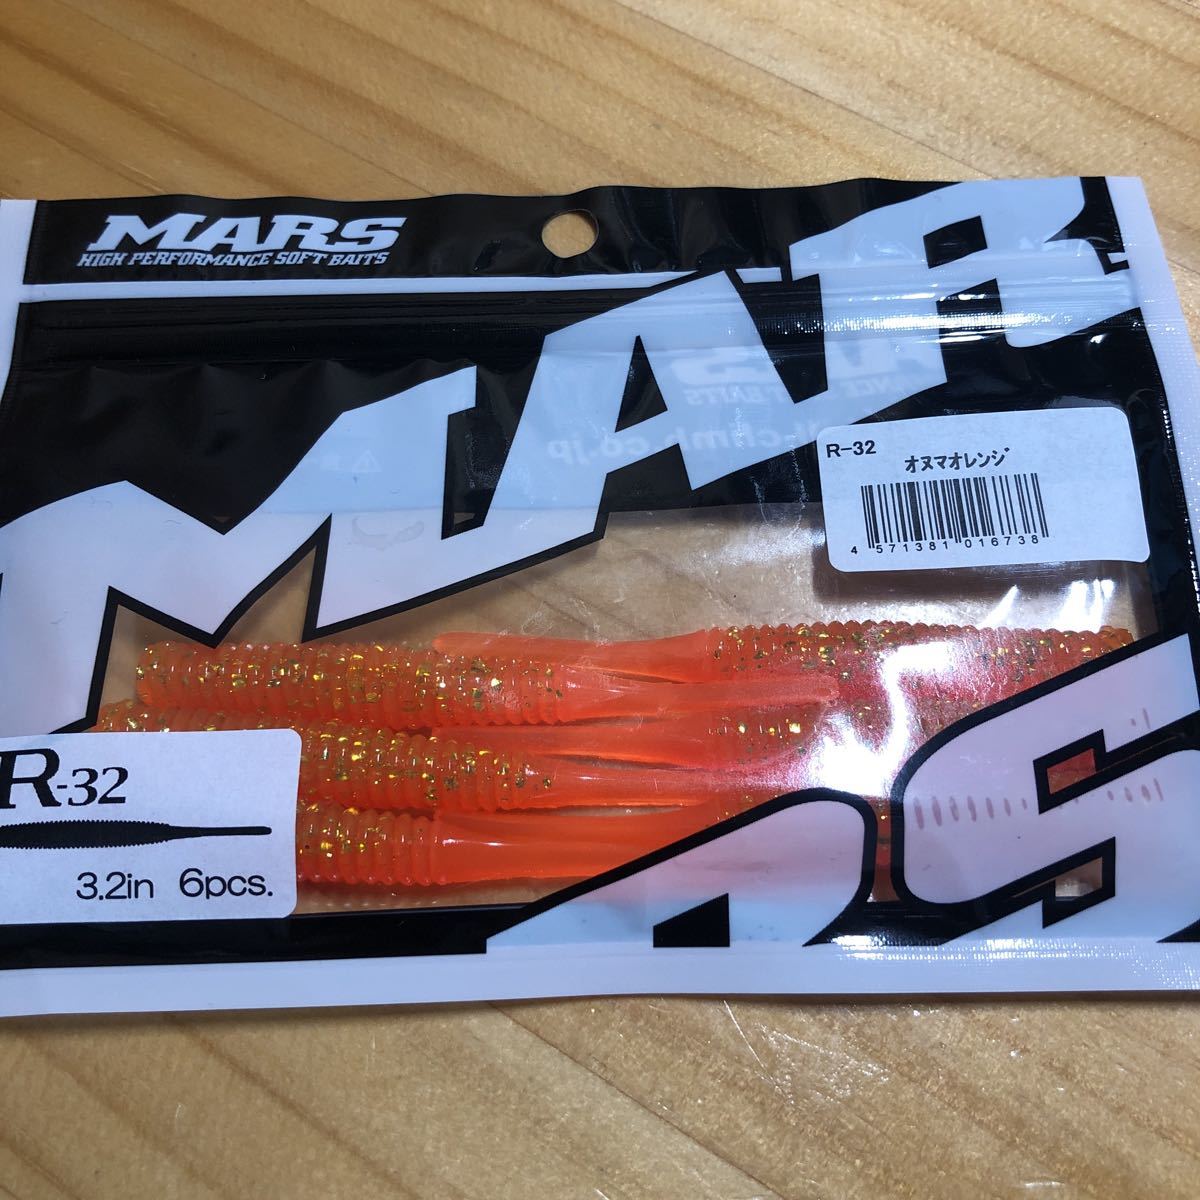 MARS
HIGH PERFORMANCE SOFT BAITS
MARS
R-32
オヌマオレンジ
4 571381 016738
R-32
3.2in 6pcs.